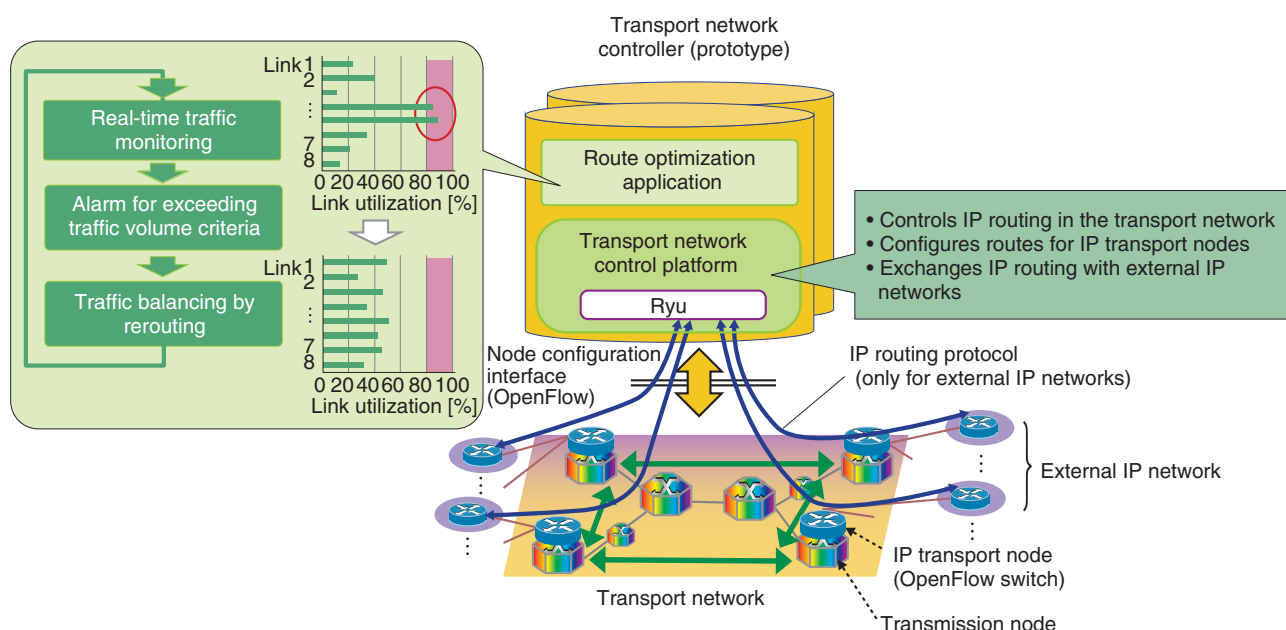 Transport network
controller (prototype)
Real-time traffic
monitoring
Alarm for exceeding
traffic volume criteria
Traffic balancing by
rerouting
Link 1
2
⋮
7
8
0 20 40 60 80 100
Link utilization [%]
Link 1
2
⋮
7
8
0 20 40 60 80 100
Link utilization [%]
Route optimization
application
Transport network
control platform
Ryu
• Controls IP routing in the transport network
• Configures routes for IP transport nodes
• Exchanges IP routing with external IP
networks
Node configuration
interface
(OpenFlow)
IP routing protocol
(only for external IP networks)
External IP network
IP transport node
(OpenFlow switch)
Transport network
Transmission node